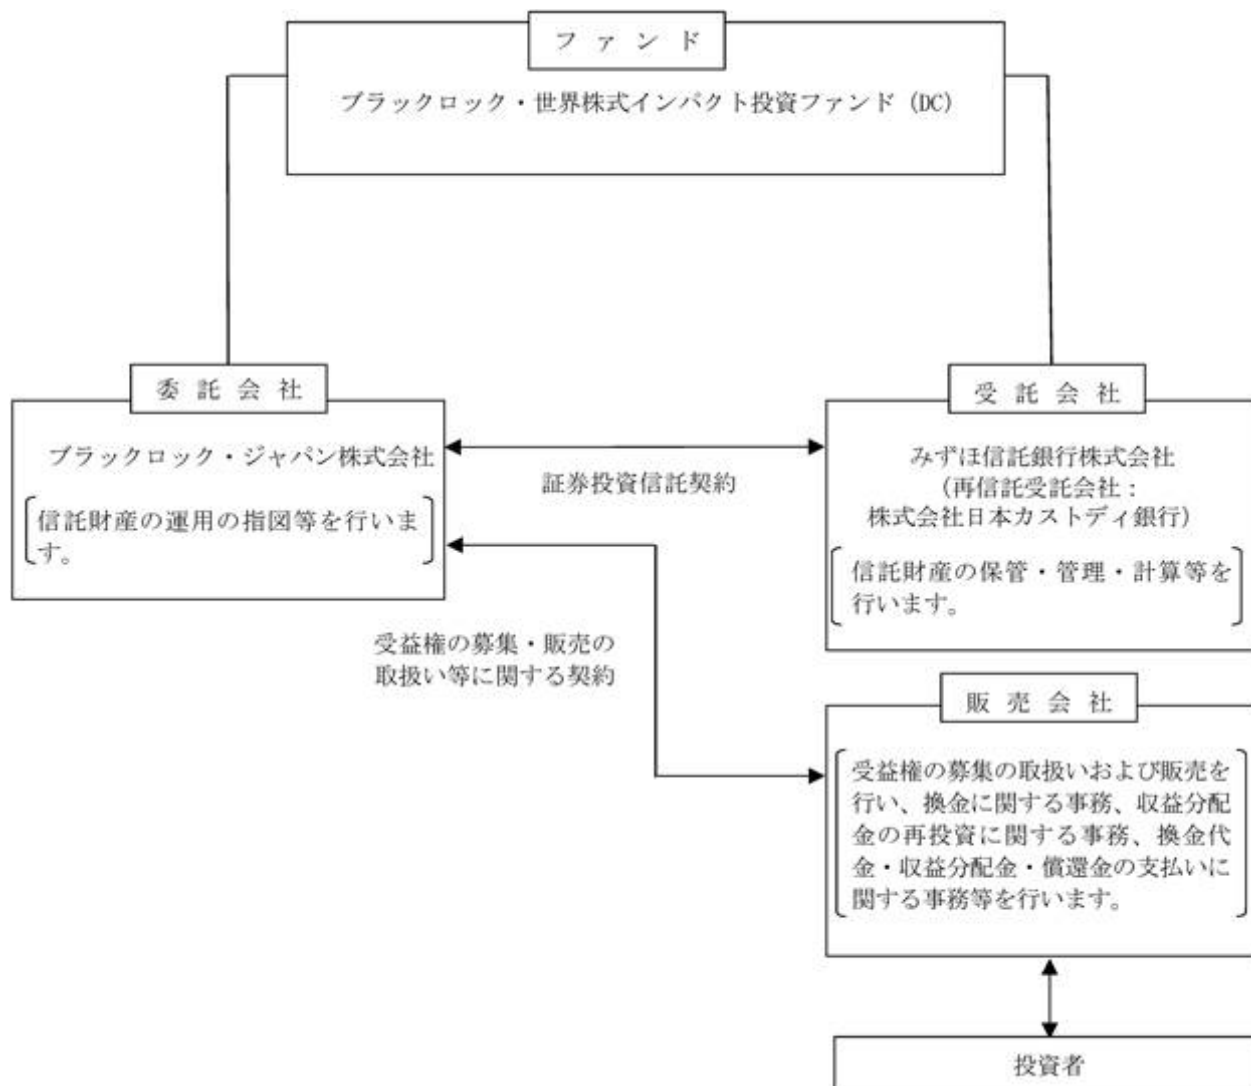 ファンド
ブラックロック・世界株式インパクト投資ファンド（DC）
委託会社
ブラックロック・ジャパン株式会社
信託財産の運用の指図等を行いま
す。
証券投資信託契約
受託会社
みずほ信託銀行株式会社
（再信託受託会社：
株式会社日本カストディ銀行）
信託財産の保管・管理・計算等を
行います。
受益権の募集・販売の
取扱い等に関する契約
販売会社
受益権の募集の取扱いおよび販売を
行い、換金に関する事務、収益分配
金の再投資に関する事務、換金代
金・収益分配金・償還金の支払いに
関する事務等を行います。
投資者